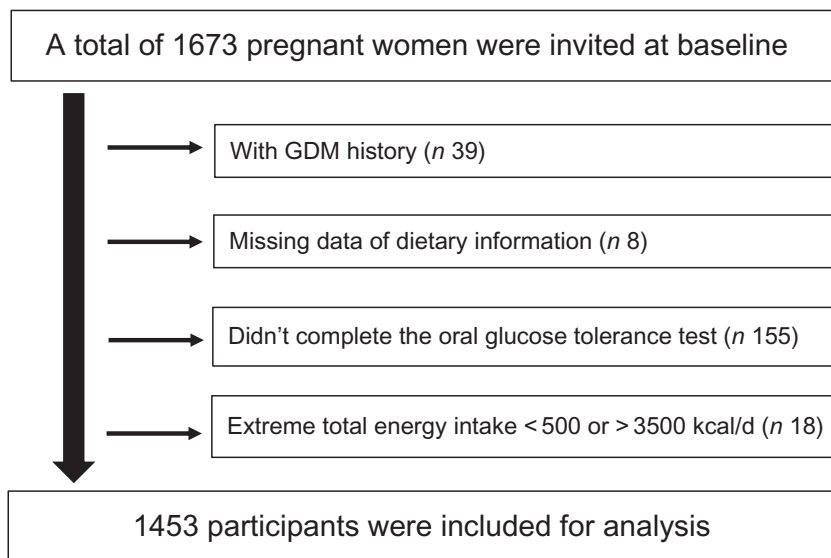 A total of 1673 pregnant women were invited at baseline
With GDM history (n 39)
Missing data of dietary information (n 8)
Didn’t complete the oral glucose tolerance test (n 155)
Extreme total energy intake < 500 or > 3500 kcal/d (n 18)
1453 participants were included for analysis